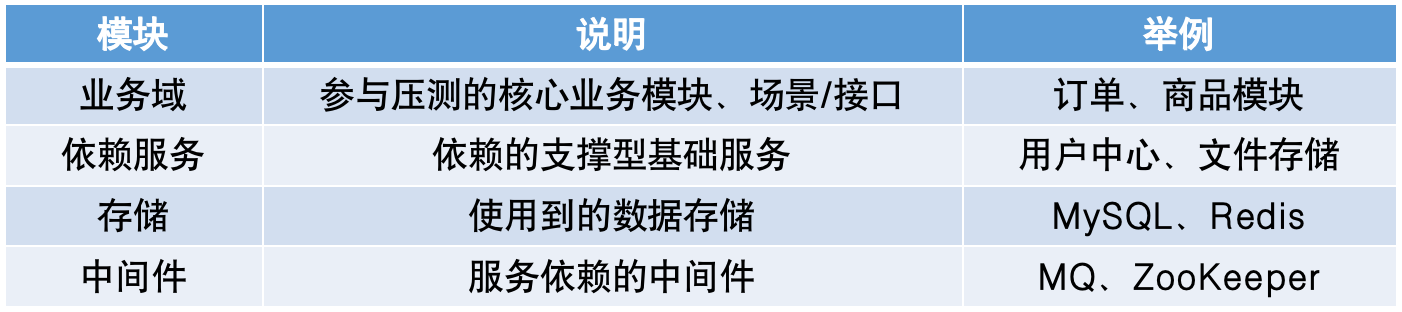 模块 说明 举例
业务域 参与压测的核心业务模块、场景/接口 订单、商品模块
依赖服务 依赖的支撑型基础服务 用户中心、文件存储
存储 使用到的数据存储 MySQL、Redis
中间件 服务依赖的中间件 MQ、ZooKeeper